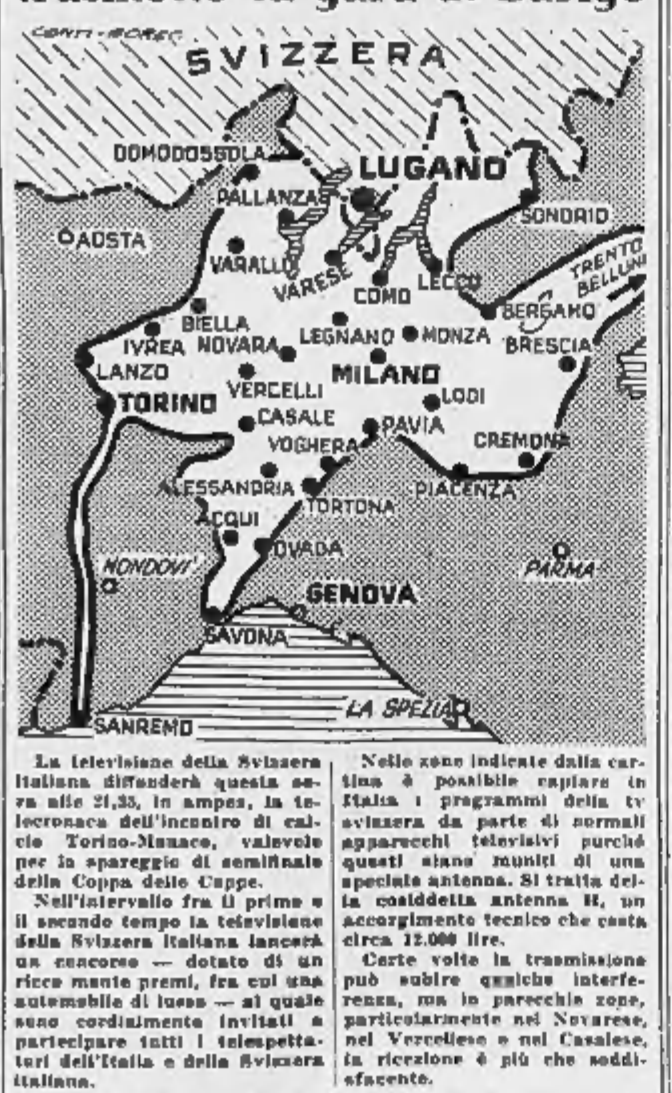 CONTI-BOREC
SVIZZERA
DOMODOSSOLA
LUGANO
PALLANZA
SONDRIO
AOSTA
VARALLO
VARESE
COMO
LECCO
TRENTO
BELLUNO
BERGAMO
BIELLA
IVREA
NOVARA
LEGNANO
MONZA
BRESCIA
LANZO
VERCELLI
MILANO
TORINO
LODI
CASALE
PAVIA
VOGHERA
CREMONA
ALESSANDRIA
TORTONA
PIACENZA
ACQUI
OVADA
MONDOVI'
PARMA
GENOVA
SAVONA
LA SPEZIA
SANREMO
La televisione della Svizzera
Italiana diffonderà questa se-
ra alle 21,35, in ampex, la te-
lecronaca dell'incontro di cal-
cio Torino-Monaco, valevole
per lo spareggio di semifinale
della Coppa delle Coppe.
Nell'intervallo fra il primo e
il secondo tempo la televisione
della Svizzera Italiana lancerà
un concorso — dotato di un
ricco monte premi, fra cui una
automobile di lusso — al quale
sono cordialmente invitati a
partecipare tutti i telespetta-
tori dell'Italia e della Svizzera
Italiana.
Nelle zone indicate dalla car-
tina è possibile captare in
Italia i programmi della tv
svizzera da parte di normali
apparecchi televisivi purché
questi siano muniti di una
speciale antenna. Si tratta del-
la cosiddetta antenna H, un
accorgimento tecnico che costa
circa 12.000 lire.
Certe volte la trasmissione
può subire qualche interfe-
renza, ma in parecchie zone,
particolarmente nel Novarese,
nel Vercellese e nel Casalese,
la ricezione è più che soddi-
sfacente.